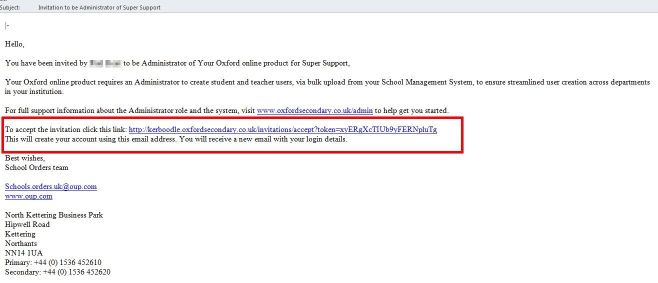 Subject: Invitation to be Administrator of Super Support
|-
Hello,
You have been invited by to be Administrator of Your Oxford online product for Super Support,
Your Oxford online product requires an Administrator to create student and teacher users, via bulk upload from your School Management System, to ensure streamlined user creation across departments
in your institution.
For full support information about the Administrator role and the system, visit www.oxfordsecondary.co.uk/admin to help get you started.
To accept the invitation click this link: http://kerboodle.oxfordsecondary.co.uk/invitations/accept?token=xyERgXcTIUb9yFERNpluTg
This will create your account using this email address. You will receive a new email with your login details.
Best wishes,
School Orders team
Schools.orders.uk@oup.com
www.oup.com
North Kettering Business Park
Hipwell Road
Kettering
Northants
NN14 1UA
Primary: +44 (0) 1536 452610
Secondary: +44 (0) 1536 452620